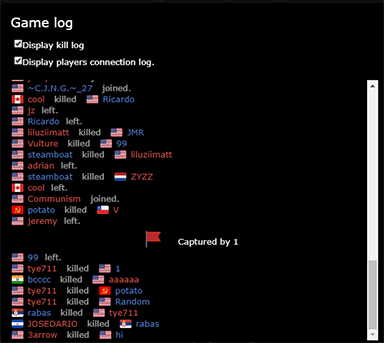 Game log
Display kill log
Display players connection log.
~C.J.N.G.~_27 joined.
cool killed Ricardo
jz left.
Ricardo left.
liluziimatt killed JMR
Vulture killed 99
steamboat killed liluziimatt
adrian left.
steamboat killed ZYZZ
cool left.
Communism joined.
potato killed V
jeremy left.
Captured by 1
99 left.
tye711 killed 1
bcccc killed aaaaaa
tye711 killed potato
tye711 killed Random
rabas killed tye711
JOSEDARIO killed rabas
3arrow killed hi